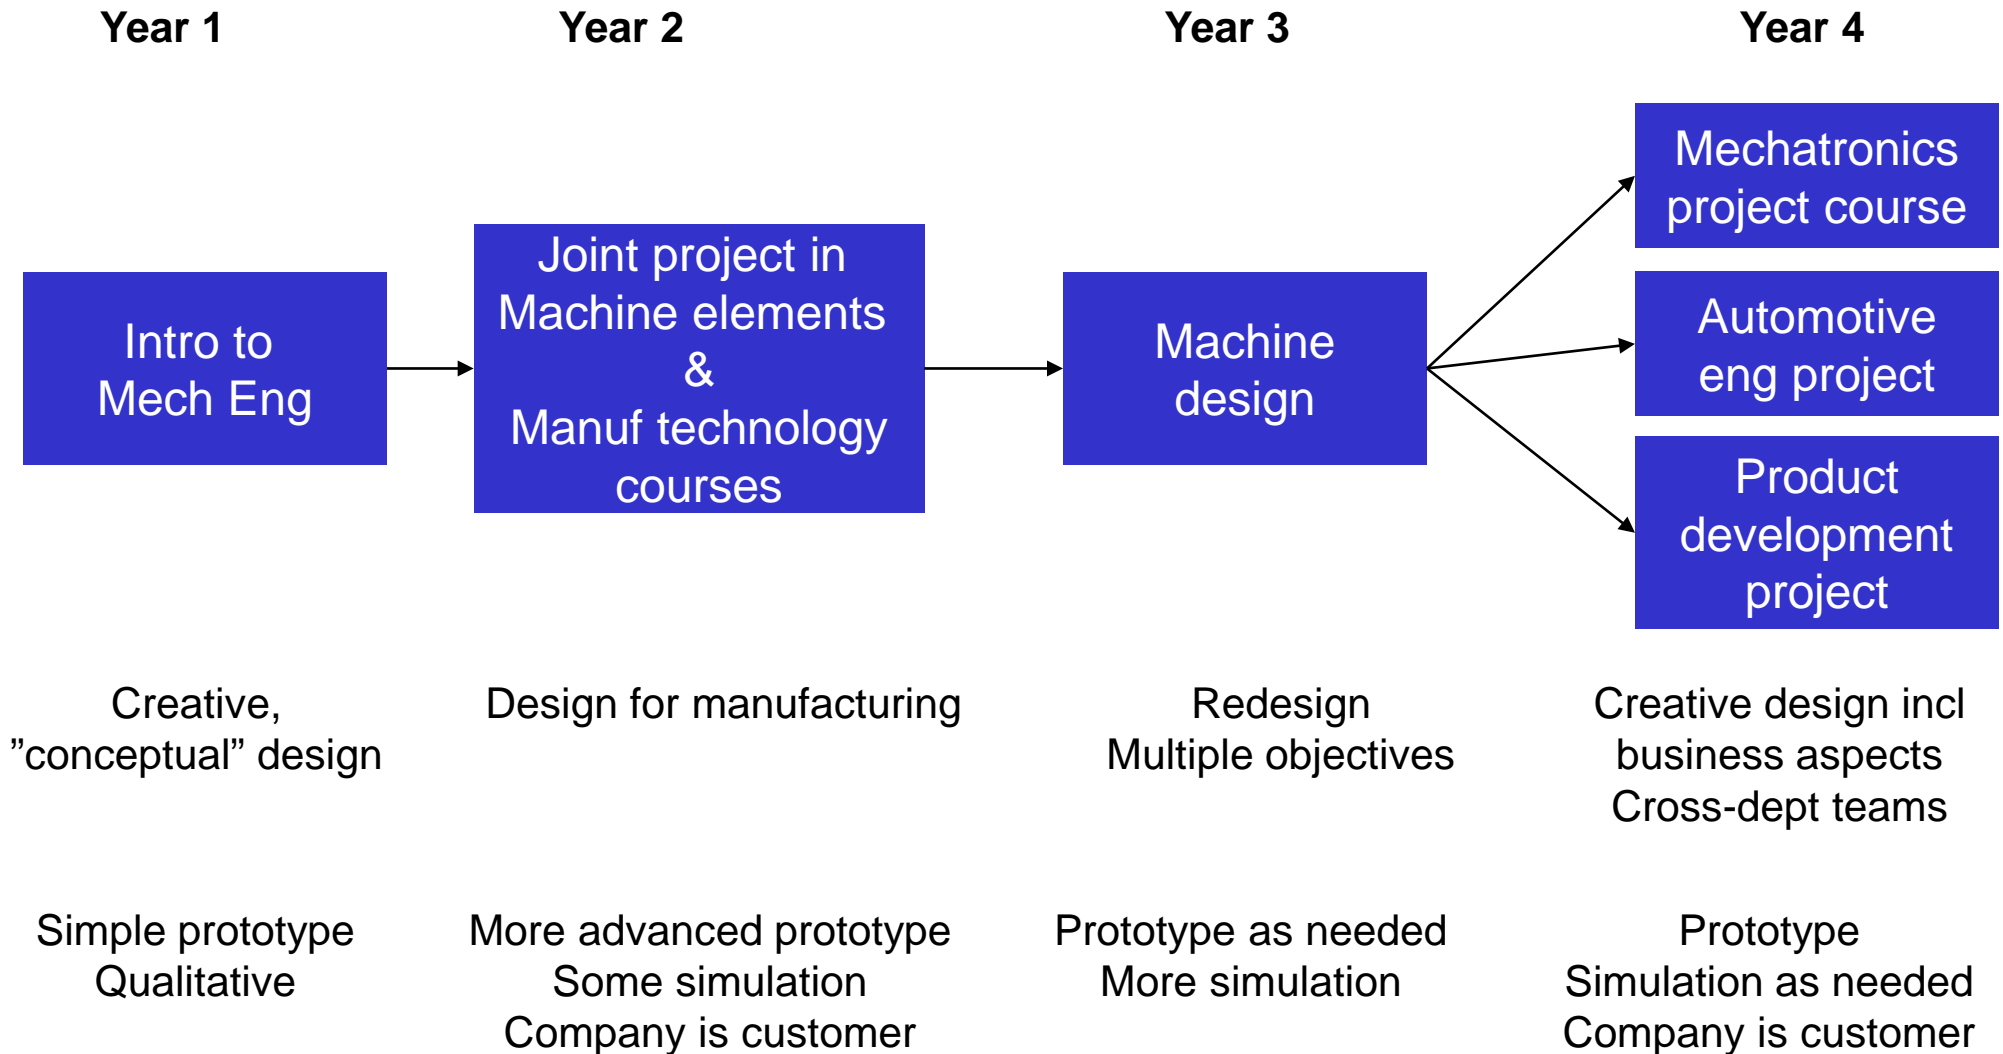 Year 1
Year 2
Year 3
Year 4
Intro to
Mech Eng
Joint project in
Machine elements
&
Manuf technology
courses
Machine
design
Mechatronics
project course
Automotive
eng project
Product
development
project
Creative,
”conceptual” design
Design for manufacturing
Redesign
Multiple objectives
Creative design incl
business aspects
Cross-dept teams
Simple prototype
Qualitative
More advanced prototype
Some simulation
Company is customer
Prototype as needed
More simulation
Prototype
Simulation as needed
Company is customer